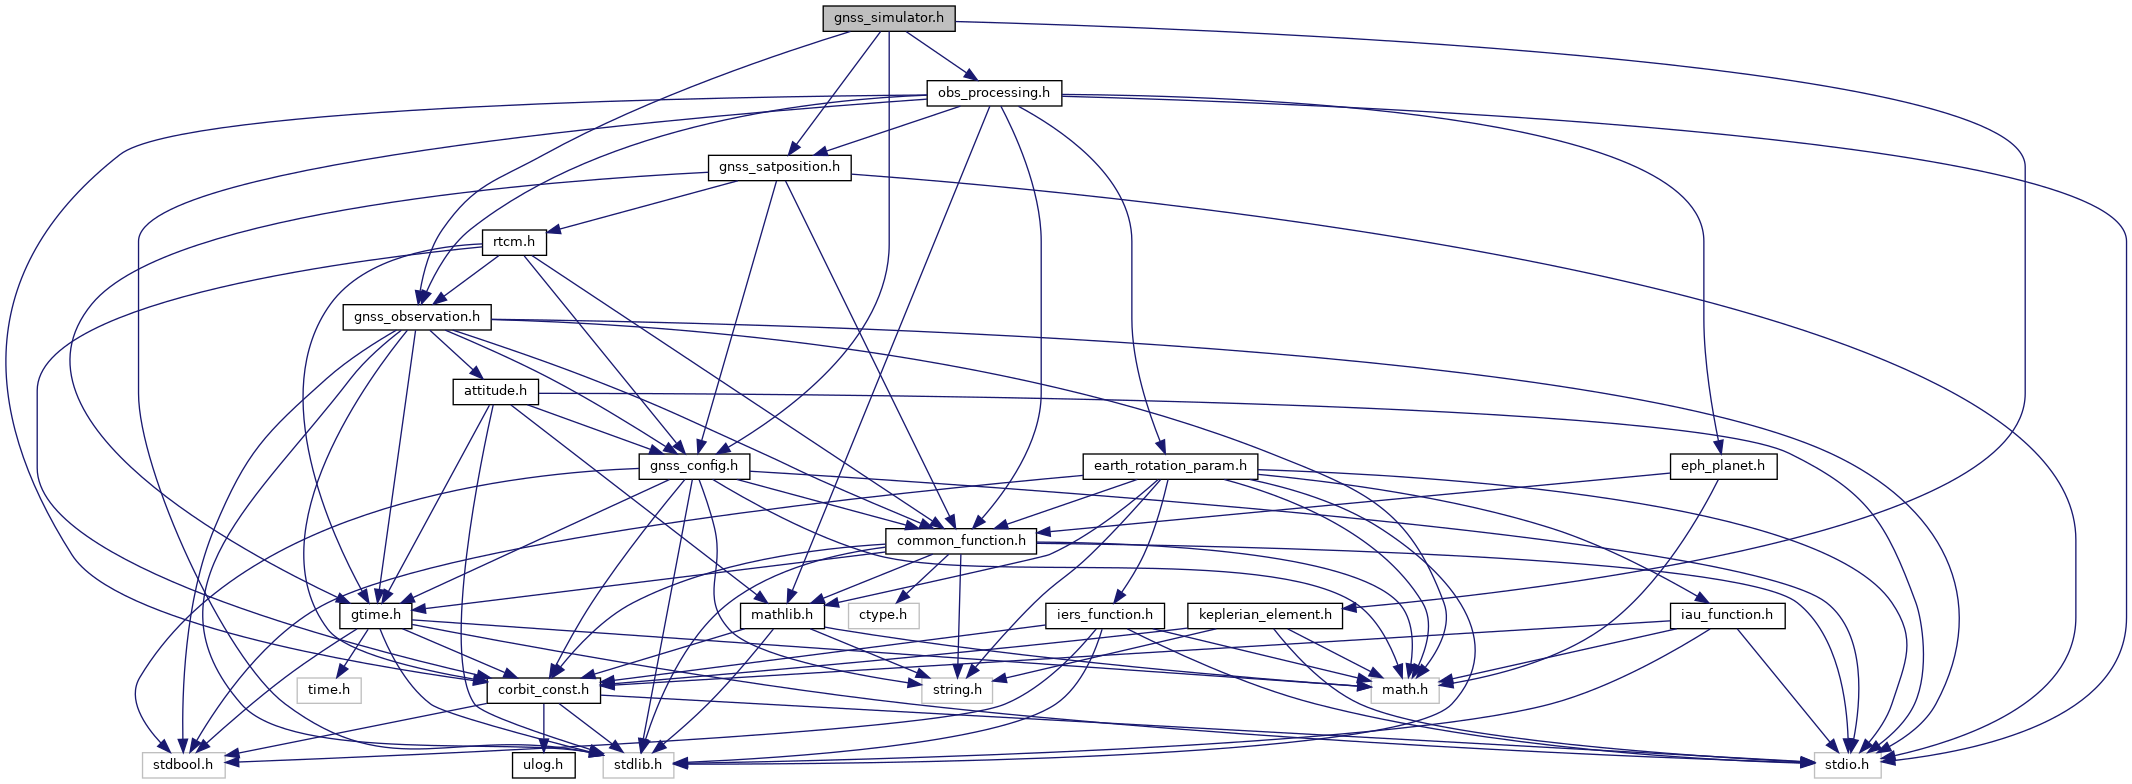 gnss_simulator.h
obs_processing.h
gnss_satposition.h
rtcm.h
gnss_observation.h
attitude.h
gnss_config.h
earth_rotation_param.h
eph_planet.h
common_function.h
gtime.h
mathlib.h
ctype.h
iers_function.h
keplerian_element.h
iau_function.h
time.h
corbit_const.h
string.h
math.h
stdbool.h
ulog.h
stdlib.h
stdio.h